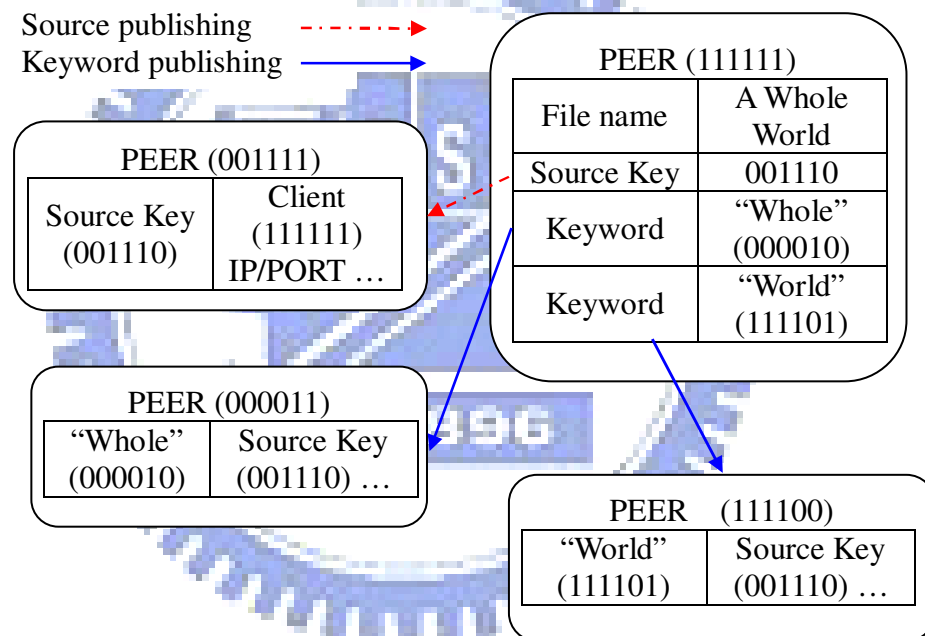 Source publishing
Keyword publishing
PEER (111111)
File name
A Whole
World
Source Key
001110
Keyword
“Whole”
(000010)
Keyword
“World”
(111101)
PEER (001111)
Source Key
(001110)
Client
(111111)
IP/PORT …
PEER (000011)
“Whole”
(000010)
Source Key
(001110) …
PEER (111100)
“World”
(111101)
Source Key
(001110) …
S
896